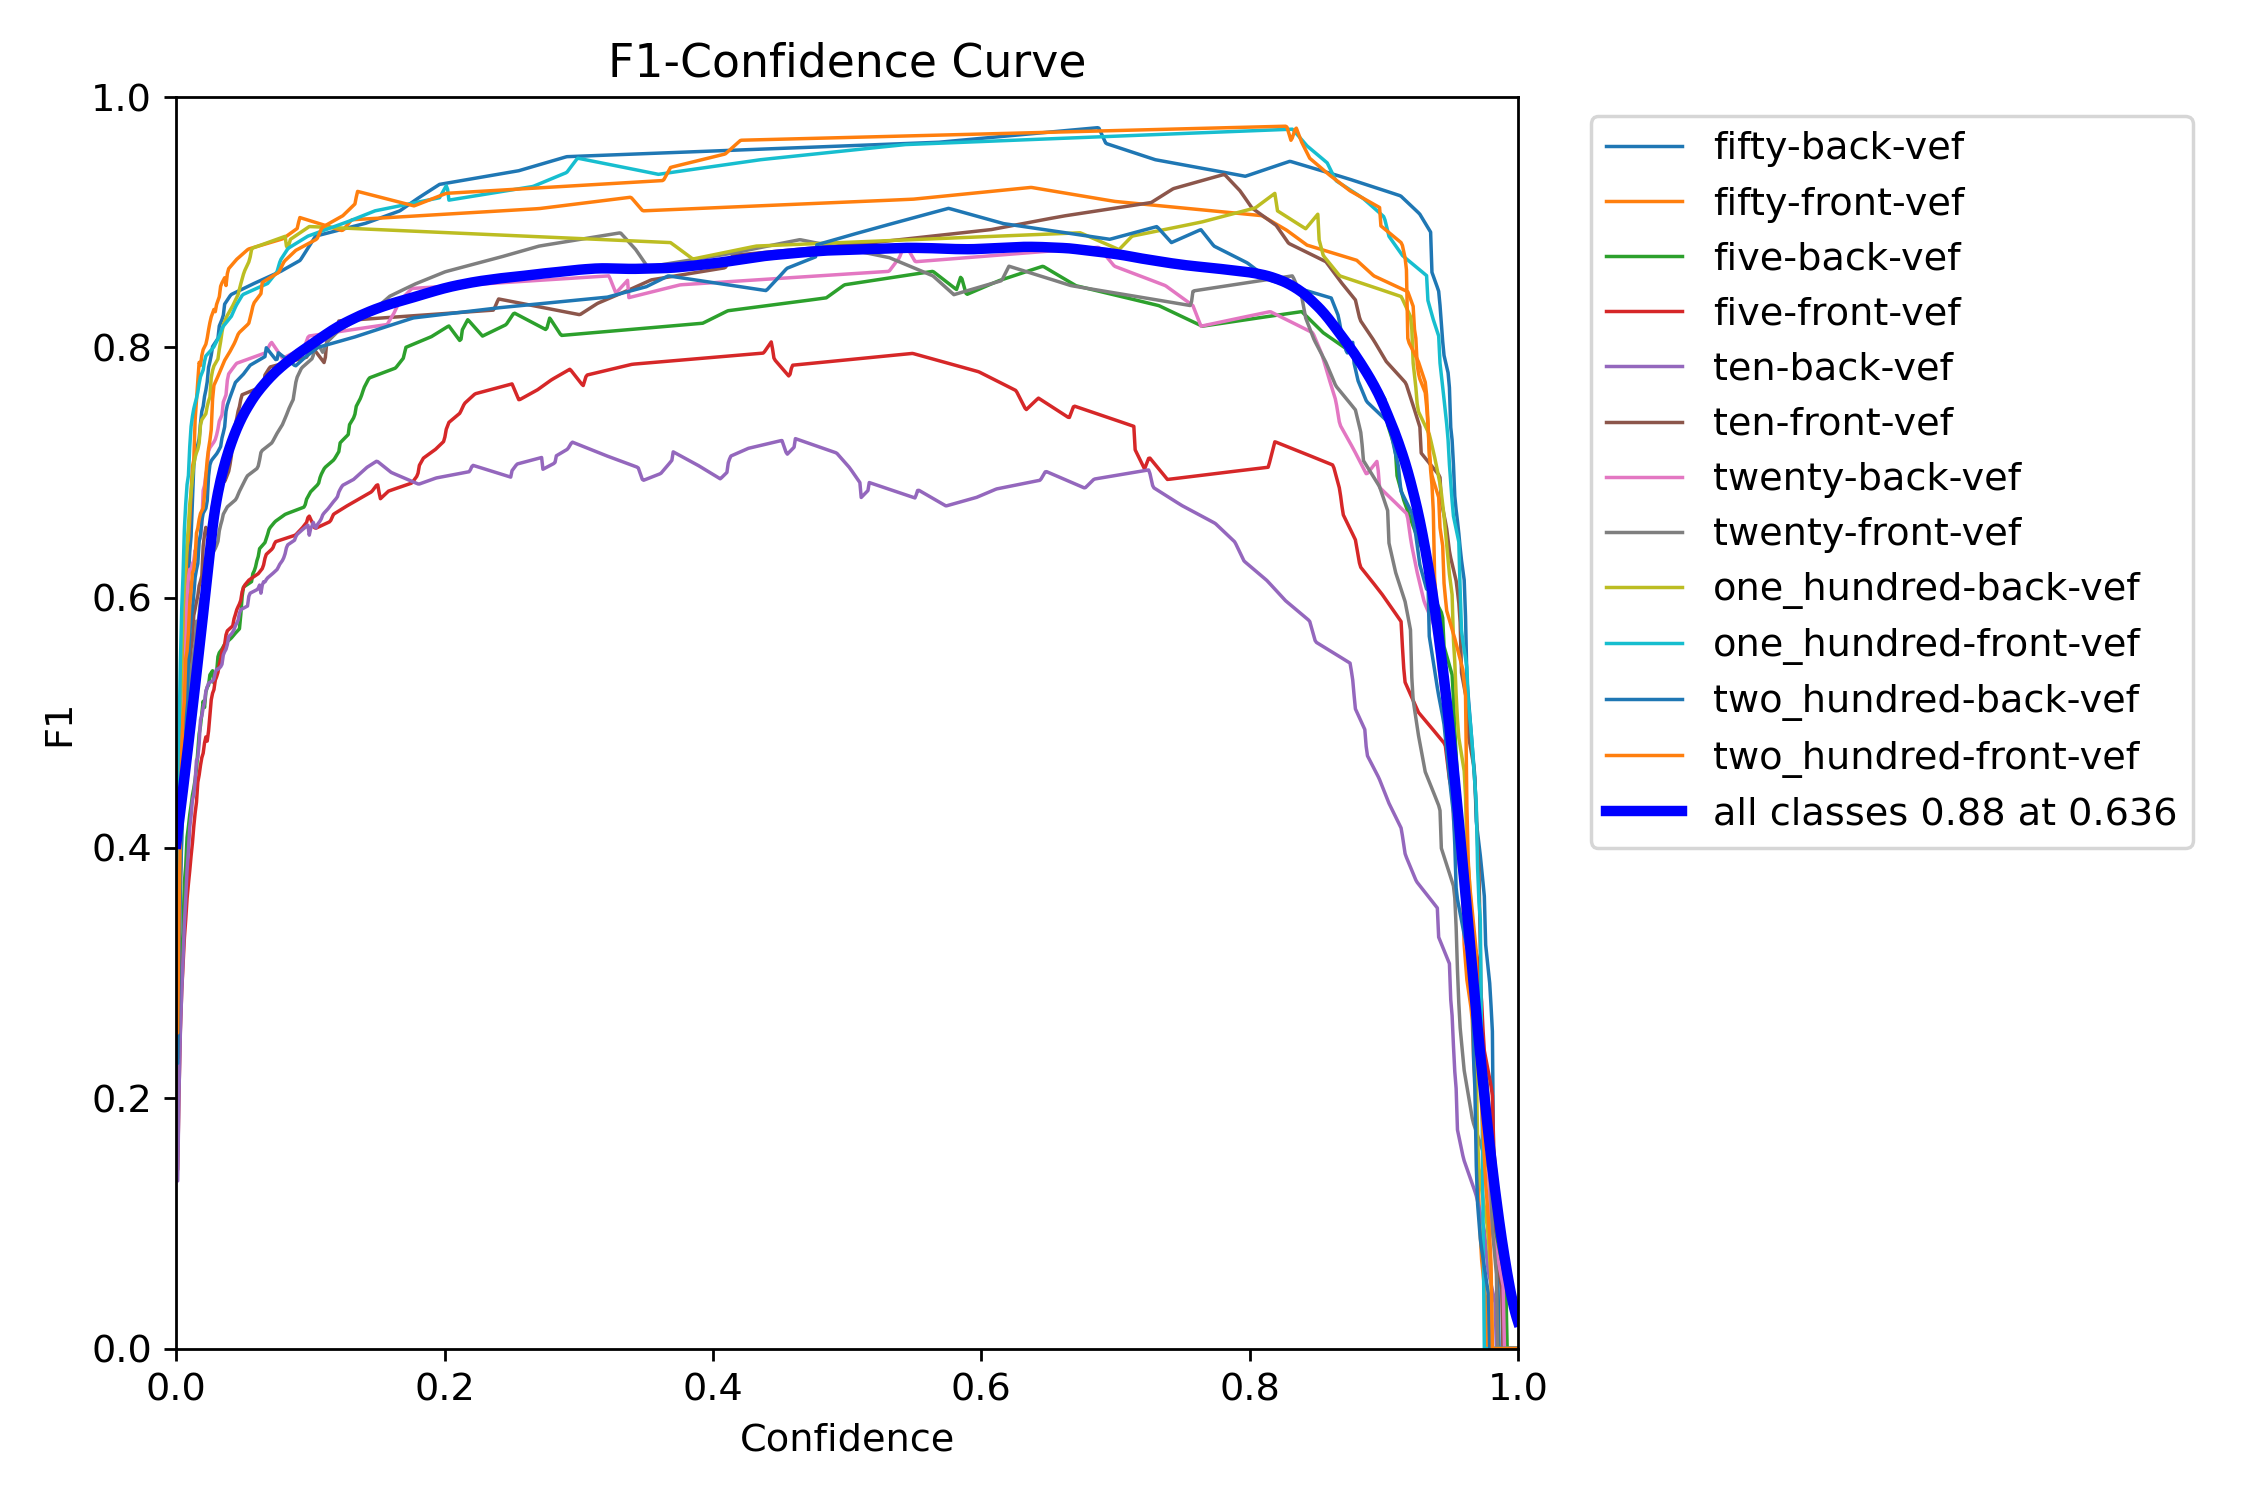 F1-Confidence Curve
1.0
0.8
0.6
0.4
0.2
0.0
F1
0.0 0.2 0.4 0.6 0.8 1.0
Confidence
fifty-back-vef
fifty-front-vef
five-back-vef
five-front-vef
ten-back-vef
ten-front-vef
twenty-back-vef
twenty-front-vef
one_hundred-back-vef
one_hundred-front-vef
two_hundred-back-vef
two_hundred-front-vef
all classes 0.88 at 0.636